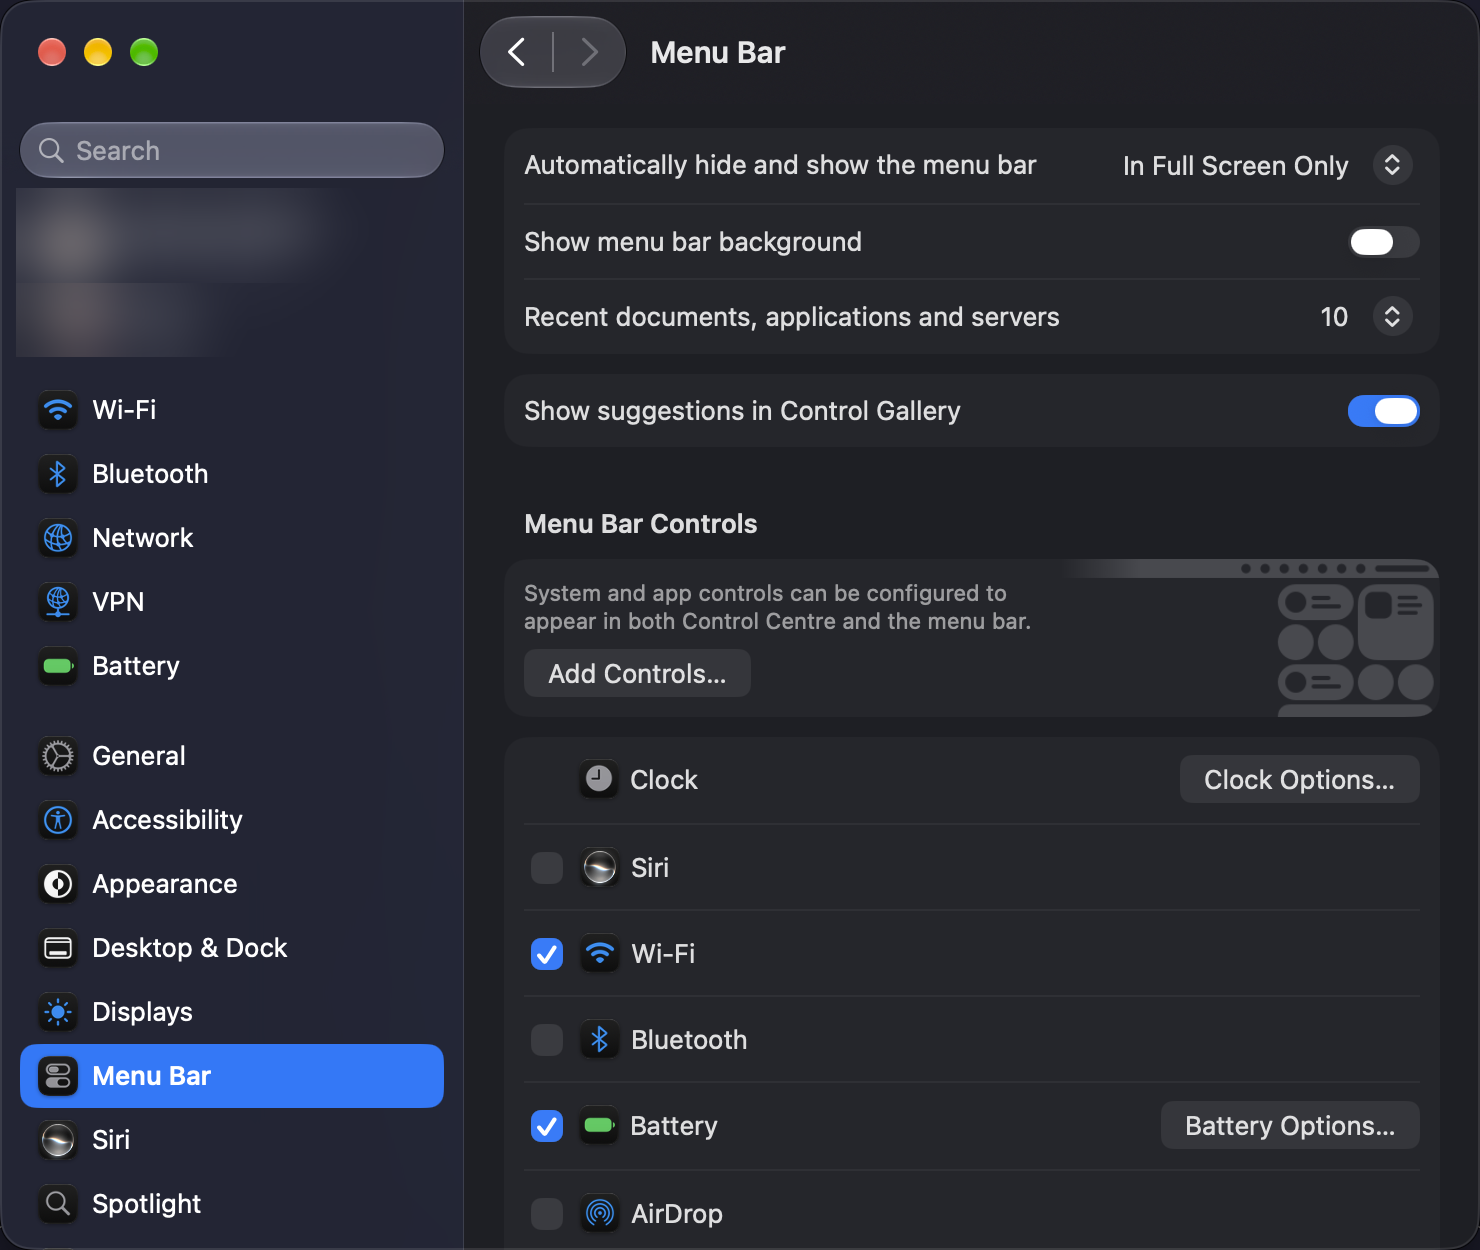 Search
Wi-Fi
Bluetooth
Network
VPN
Battery
General
Accessibility
Appearance
Desktop & Dock
Displays
Menu Bar
Siri
Spotlight
Menu Bar
Automatically hide and show the menu bar
In Full Screen Only
Show menu bar background
Recent documents, applications and servers
10
Show suggestions in Control Gallery
Menu Bar Controls
System and app controls can be configured to
appear in both Control Centre and the menu bar.
Add Controls...
Clock
Clock Options...
Siri
Wi-Fi
Bluetooth
Battery
Battery Options...
AirDrop